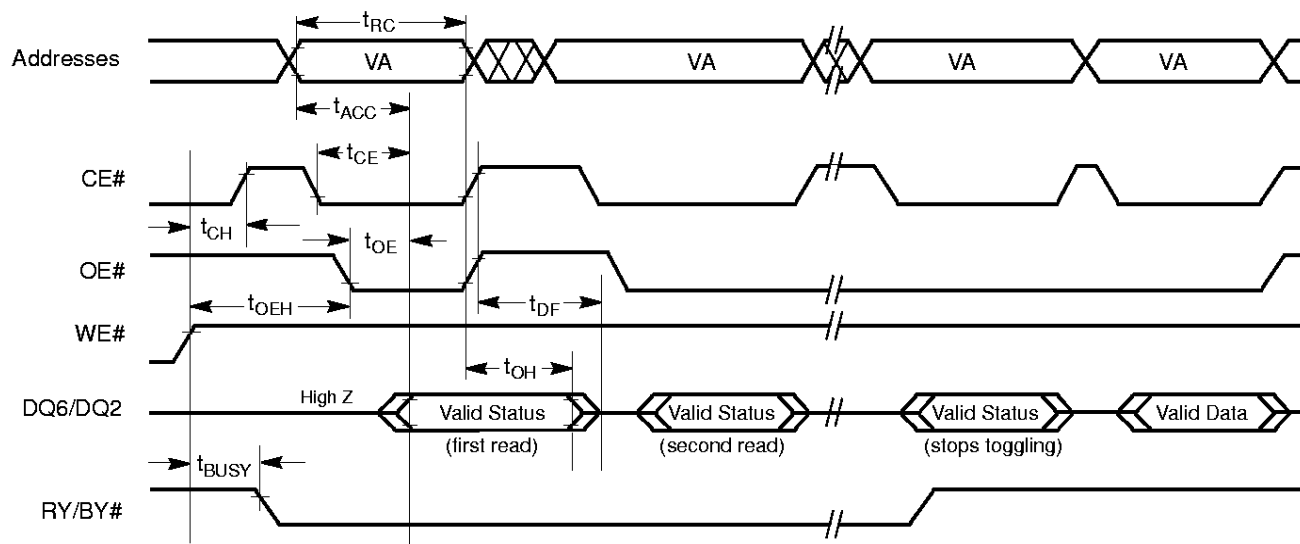 tRC
Addresses VA VA VA VA
tACC
tCE
CE#
tCH tOE
OE#
tOEH tDF
WE#
tOH
High Z
DQ6/DQ2 Valid Status Valid Status Valid Status Valid Data
(first read) (second read) (stops toggling)
tBUSY
RY/BY#